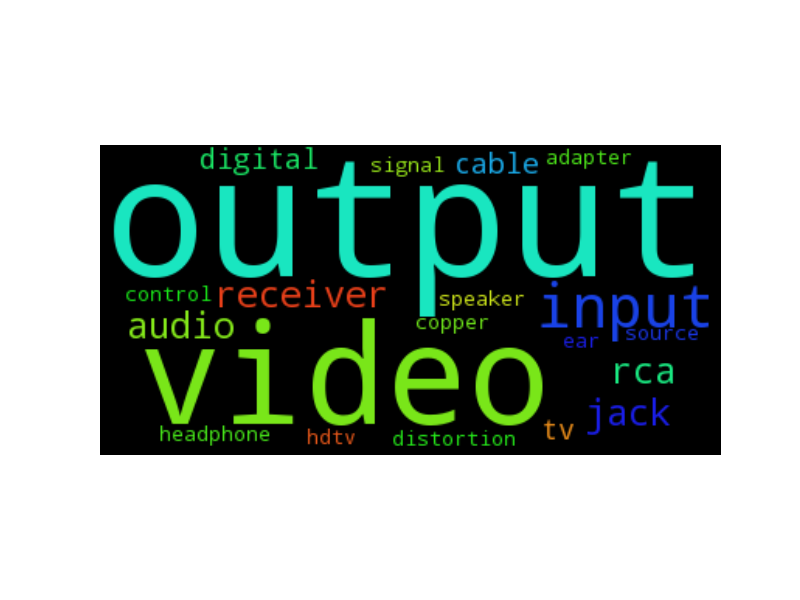 digital signal cable adapter
output
control receiver speaker input
audio copper source
ear
video rca
jack
headphone hdtv distortion tv